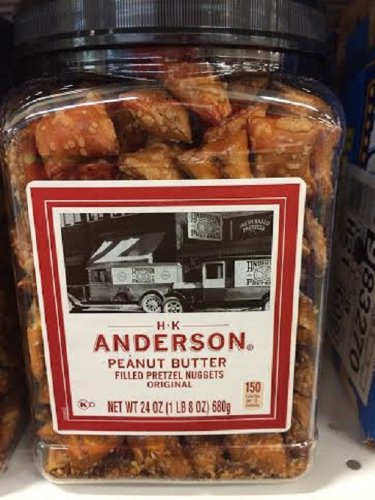 H·K
ANDERSON®
PEANUT BUTTER
FILLED PRETZEL NUGGETS
ORIGINAL
150
K D
NET WT 24 OZ (1 LB 8 OZ) 680g